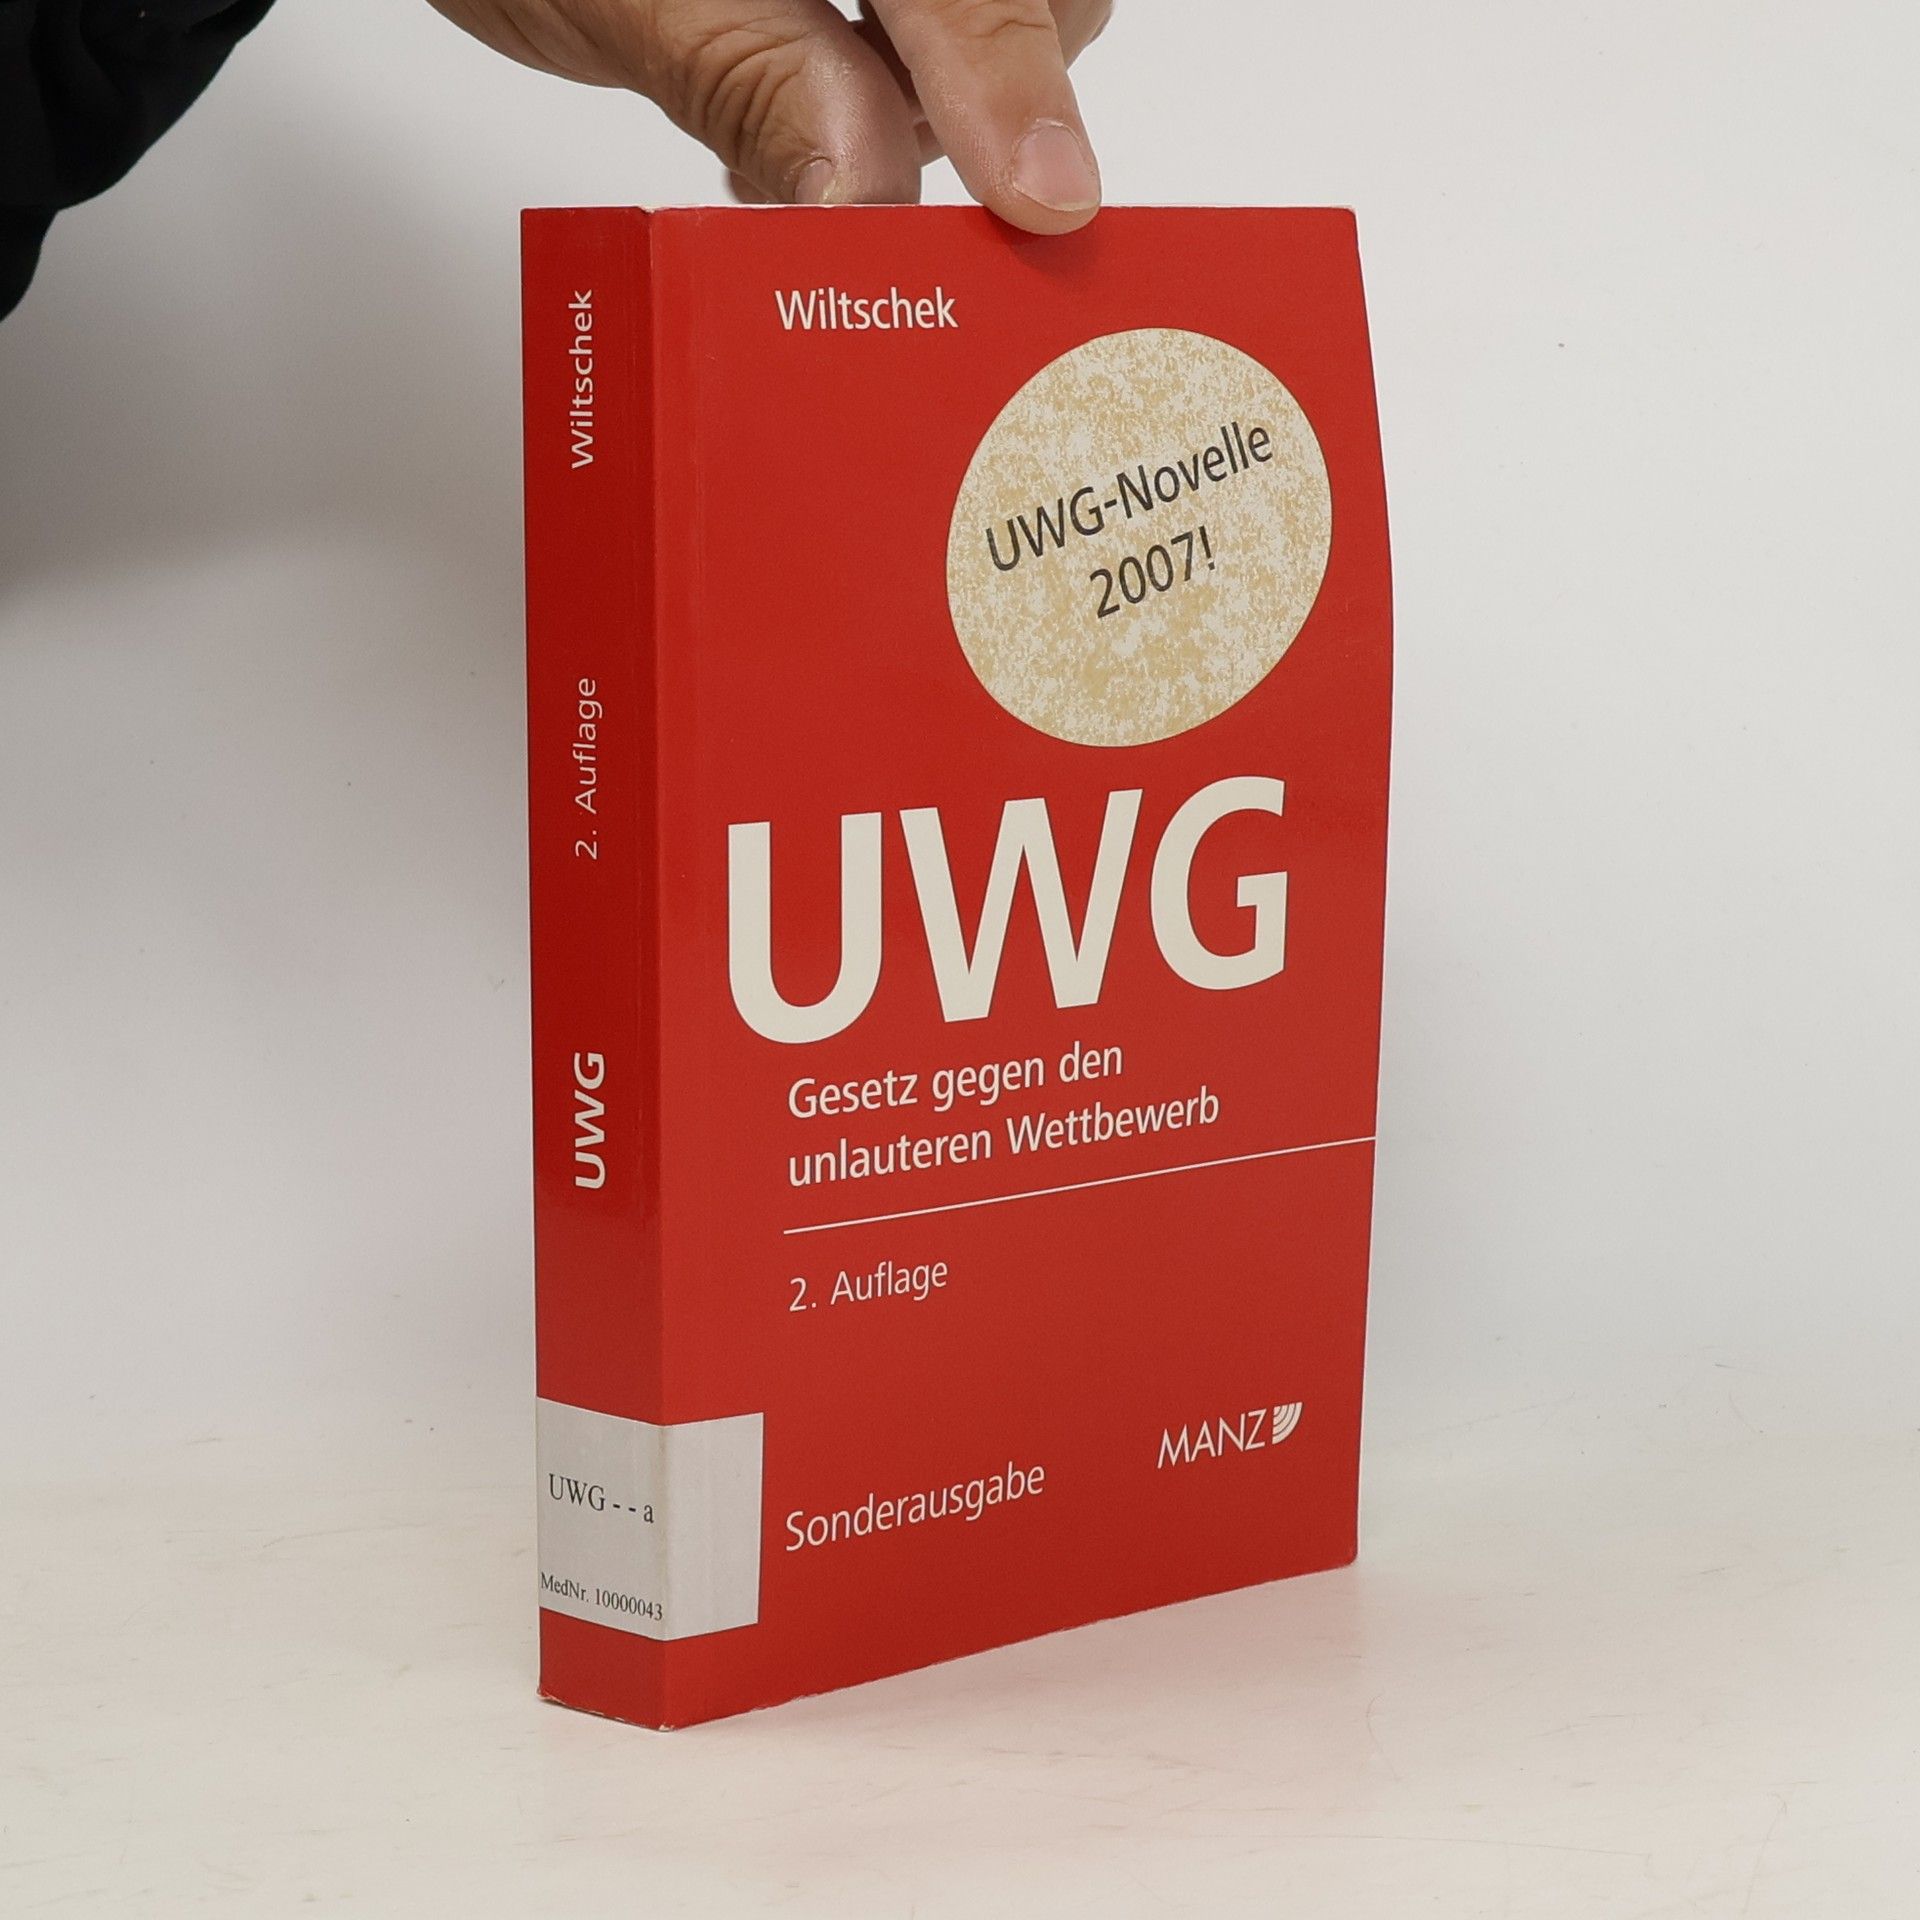 Wiltschek
2. Auflage
UWG
UWG - - a
MedNr. 10000043
Wiltschek
UWG-Novelle
2007!
UWG
Gesetz gegen den
unlauteren Wettbewerb
2. Auflage
MANZ
Sonderausgabe